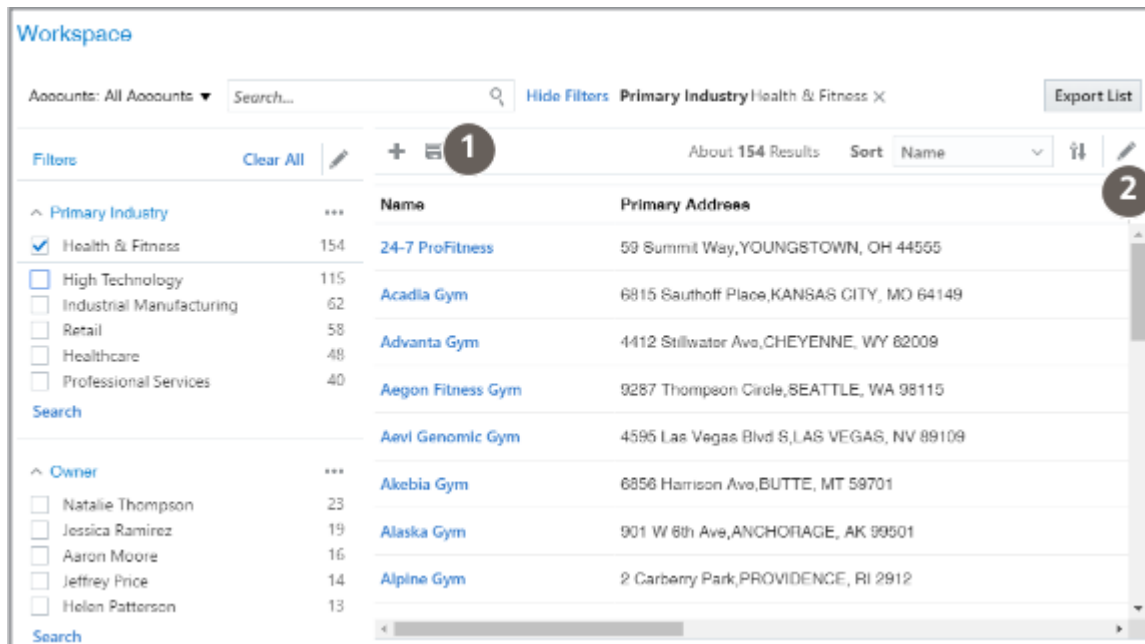 Workspace
Accounts: All Accounts ▼ Search... Hide Filters Primary Industry Health & Fitness × Export List
Filters Clear All
1
About 154 Results Sort Name
2
Primary Industry •••
Health & Fitness 154
High Technology 115
Industrial Manufacturing 62
Retail 58
Healthcare 48
Professional Services 40
Search
Owner •••
Natalie Thompson 23
Jessica Ramirez 19
Aaron Moore 16
Jeffrey Price 14
Helen Patterson 13
Search
Name Primary Address
24-7 ProFitness 59 Summit Way,YOUNGSTOWN, OH 44555
Acadia Gym 6815 Sauthoff Place,KANSAS CITY, MO 64149
Advanta Gym 4412 Stillwater Ave,CHEYENNE, WY 82009
Aegon Fitness Gym 9287 Thompson Circle,SEATTLE, WA 98115
Aevi Genomic Gym 4595 Las Vegas Blvd S,LAS VEGAS, NV 89109
Akebia Gym 6856 Harrison Ave,BUTTE, MT 59701
Alaska Gym 901 W 6th Ave,ANCHORAGE, AK 99501
Alpine Gym 2 Carberry Park,PROVIDENCE, RI 2912